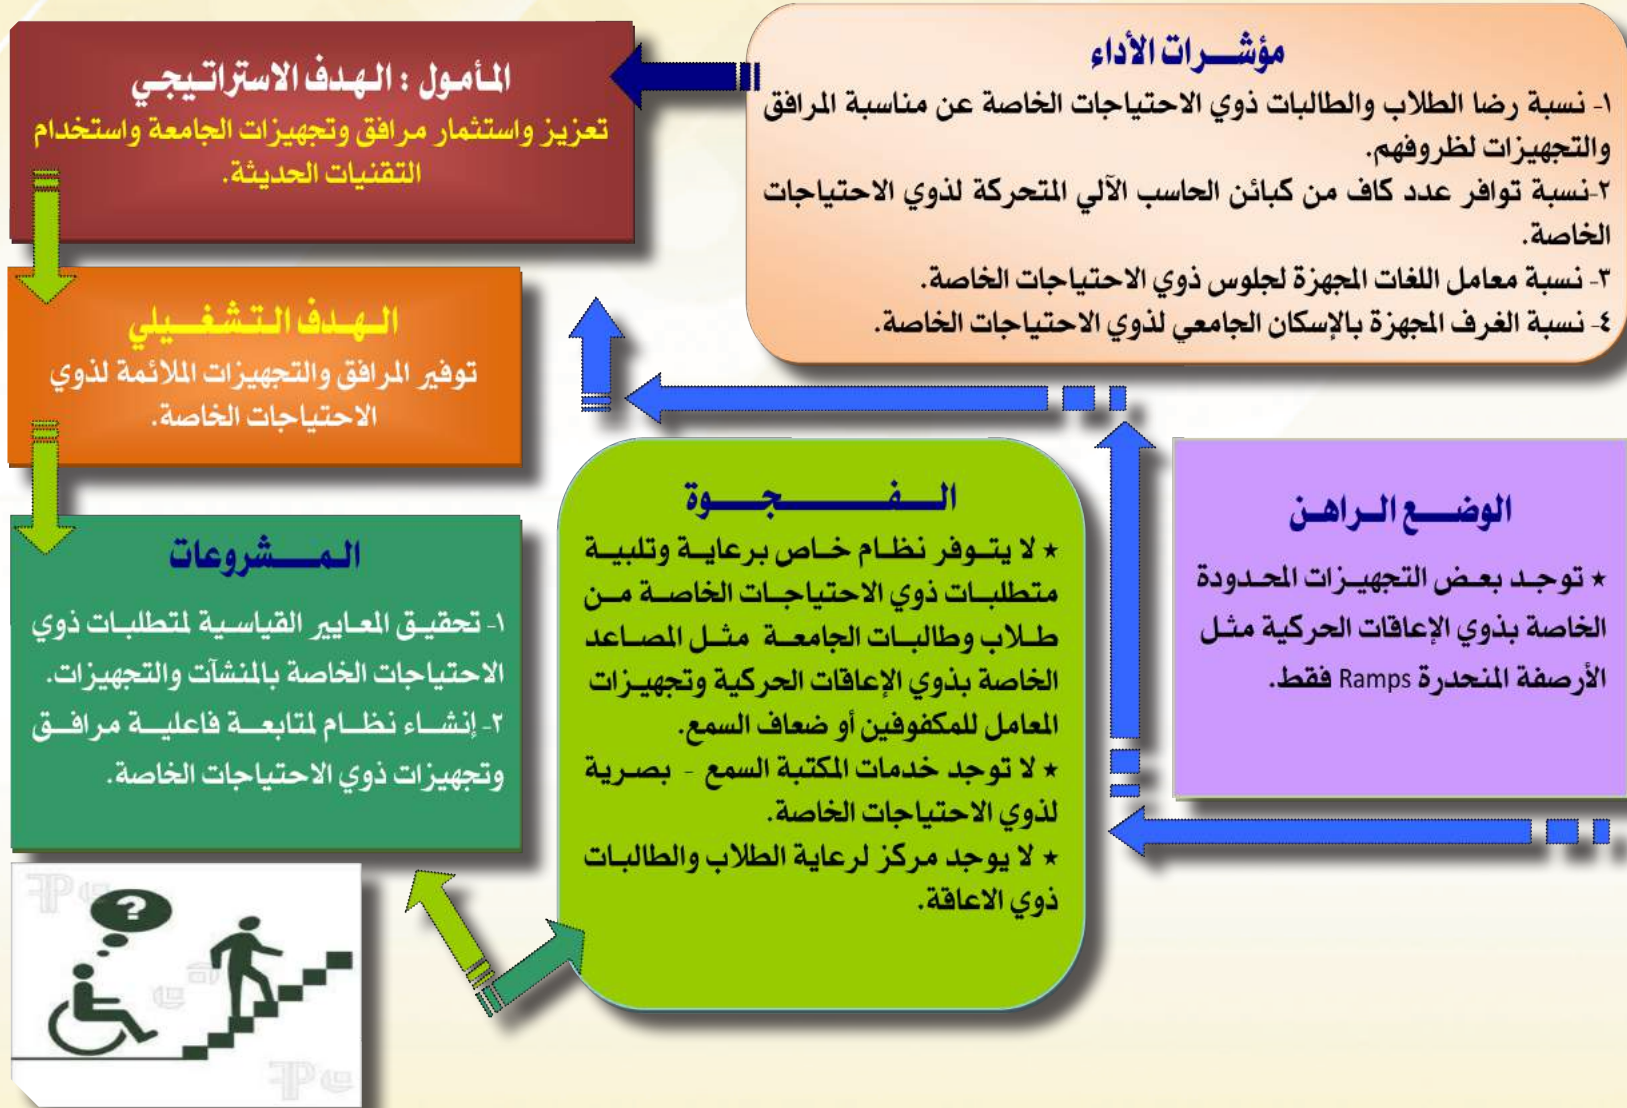 مؤشرات الأداء
١- نسبة رضا الطلاب والطالبات ذوي الاحتياجات الخاصة عن مناسبة المرافق
والتجهيزات لظروفهم.
٢-نسبة توافر عدد كاف من كبائن الحاسب الآلي المتحركة لذوي الاحتياجات
الخاصة.
٣- نسبة معامل اللغات المجهزة لجلوس ذوي الاحتياجات الخاصة.
٤- نسبة الغرف المجهزة بالإسكان الجامعي لذوي الاحتياجات الخاصة.
المأمول : الهدف الاستراتيجي
تعزيز واستثمار مرافق وتجهيزات الجامعة واستخدام
التقنيات الحديثة.
الهدف التشغيلي
توفير المرافق والتجهيزات الملائمة لذوي
الاحتياجات الخاصة.
الوضع الراهن
* توجد بعض التجهيزات المحدودة
الخاصة بذوي الإعاقات الحركية مثل
الأرصفة المنحدرة Ramps فقط.
الفجوة
* لا يتوفر نظام خاص برعاية وتلبية
متطلبات ذوي الاحتياجات الخاصة من
طلاب وطالبات الجامعة مثل المصاعد
الخاصة بذوي الإعاقات الحركية وتجهيزات
المعامل للمكفوفين أو ضعاف السمع.
* لا توجد خدمات المكتبة السمع - بصرية
لذوي الاحتياجات الخاصة.
* لا يوجد مركز لرعاية الطلاب والطالبات
ذوي الاعاقة.
المشروعات
١- تحقيق المعايير القياسية لمتطلبات ذوي
الاحتياجات الخاصة بالمنشآت والتجهيزات.
٢- إنشاء نظام لمتابعة فاعلية مرافق
وتجهيزات ذوي الاحتياجات الخاصة.
?